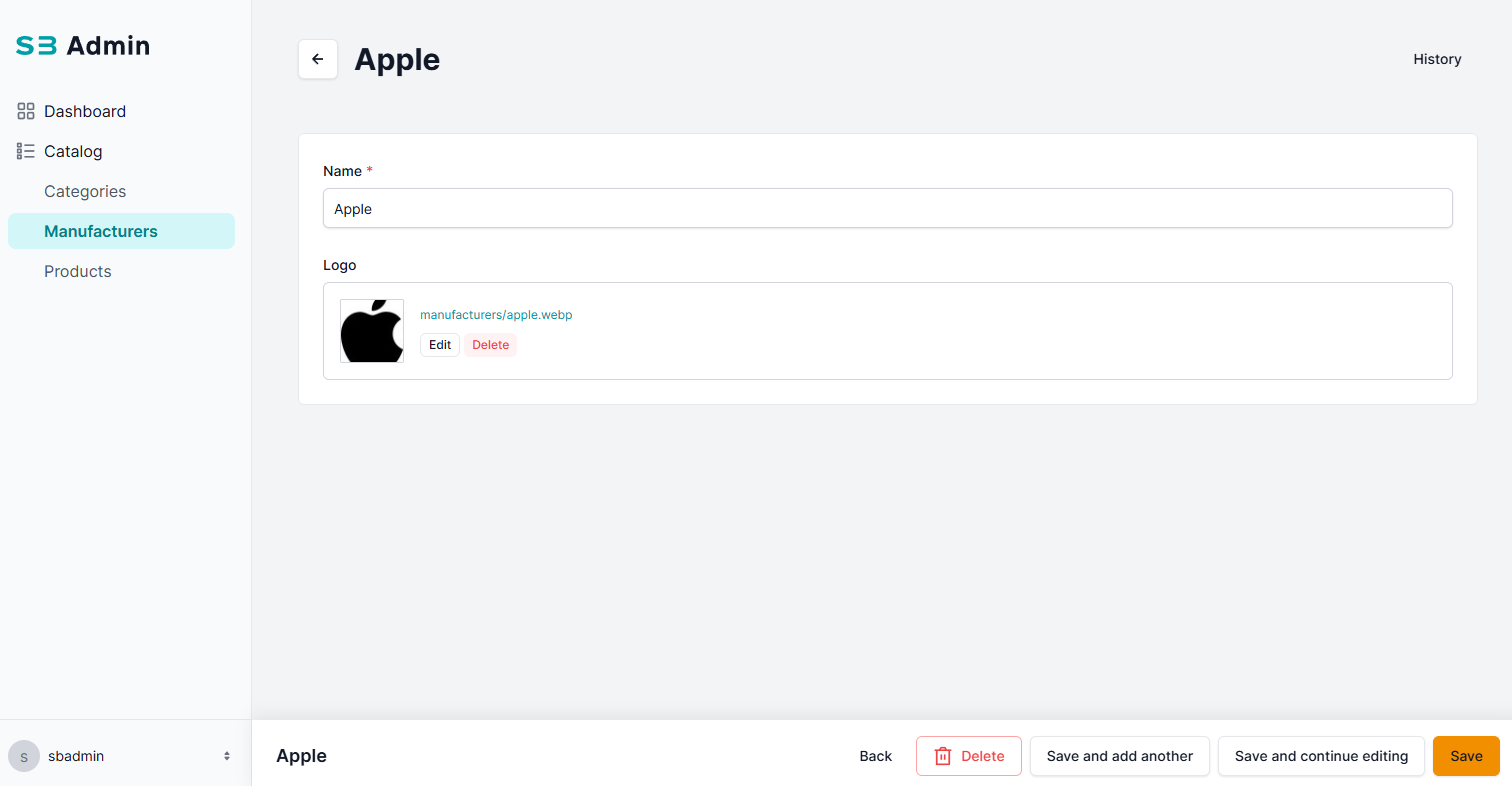 SB Admin
Dashboard
Catalog
Categories
Manufacturers
Products
S sbadmin
Apple
History
Name *
Apple
Logo
manufacturers/apple.webp
Edit Delete
Apple
Back Delete Save and add another Save and continue editing Save